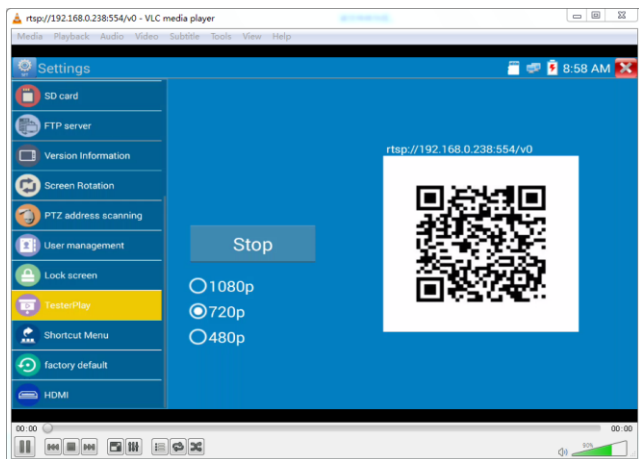 rtsp://192.168.0.238:554/v0 - VLC media player
Media Playback Audio Video Subtitle Tools View Help
Settings
8:58 AM
SD card
FTP server
Version Information
Screen Rotation
PTZ address scanning
User management
Lock screen
TesterPlay
Shortcut Menu
factory default
HDMI
Stop
1080p
720p
480p
rtsp://192.168.0.238:554/v0
00:00
00:00
90%